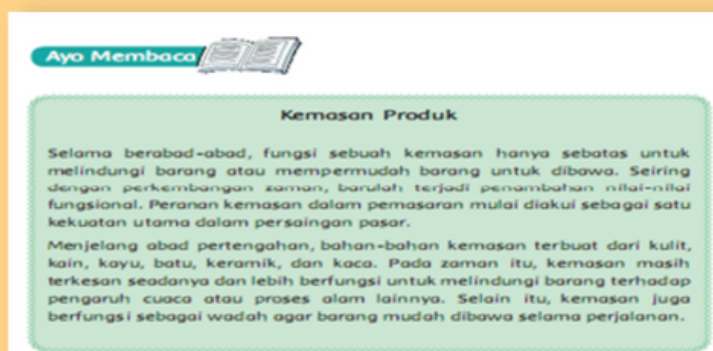 Ayo Membaca
Kemasan Produk
Selama berabad-abad, fungsi sebuah kemasan hanya sebatas untuk
melindungi barang atau mempermudah barang untuk dibawa. Seiring
dengan perkembangan zaman, barulah terjadi penambahan nilai-nilai
fungsional. Peranan kemasan dalam pemasaran mulai diakui sebagai satu
kekuatan utama dalam persaingan pasar.
Menjelang abad pertengahan, bahan-bahan kemasan terbuat dari kulit,
kain, kayu, batu, keramik, dan kaca. Pada zaman itu, kemasan masih
terkesan seadanya dan lebih berfungsi untuk melindungi barang terhadap
pengaruh cuaca atau proses alam lainnya. Selain itu, kemasan juga
berfungsi sebagai wadah agar barang mudah dibawa selama perjalanan.